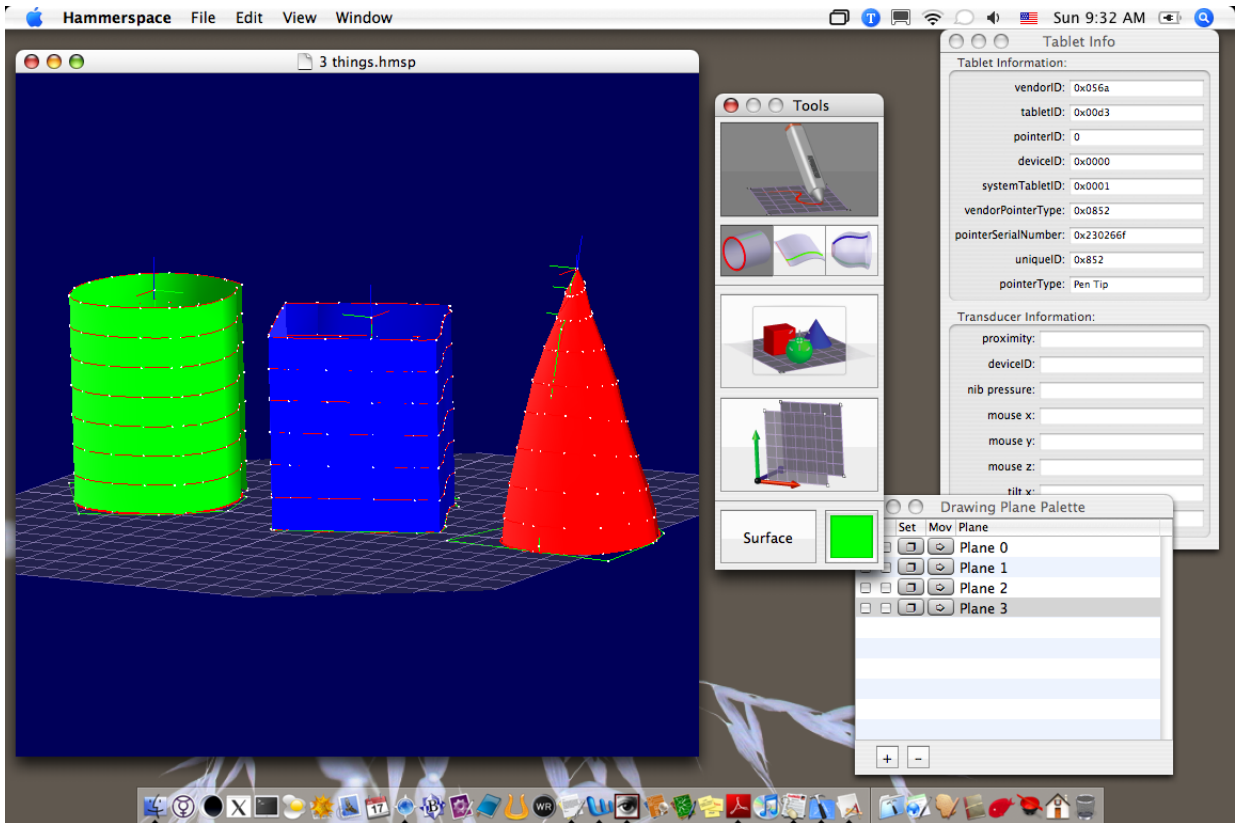 Hammerspace File Edit View Window Sun 9:32 AM
3 things.hmsp
Tools
Surface
Tablet Info
Tablet Information:
vendorID: 0x056a
tabletID: 0x00d3
pointerID: 0
deviceID: 0x0000
systemTabletID: 0x0001
vendorPointerType: 0x0852
pointerSerialNumber: 0x230266f
uniqueID: 0x852
pointerType: Pen Tip
Transducer Information:
proximity:
deviceID:
nib pressure:
mouse x:
mouse y:
mouse z:
tilt x:
Drawing Plane Palette
Set Mov Plane
Plane 0
Plane 1
Plane 2
Plane 3
+ -
X 17 B WR W